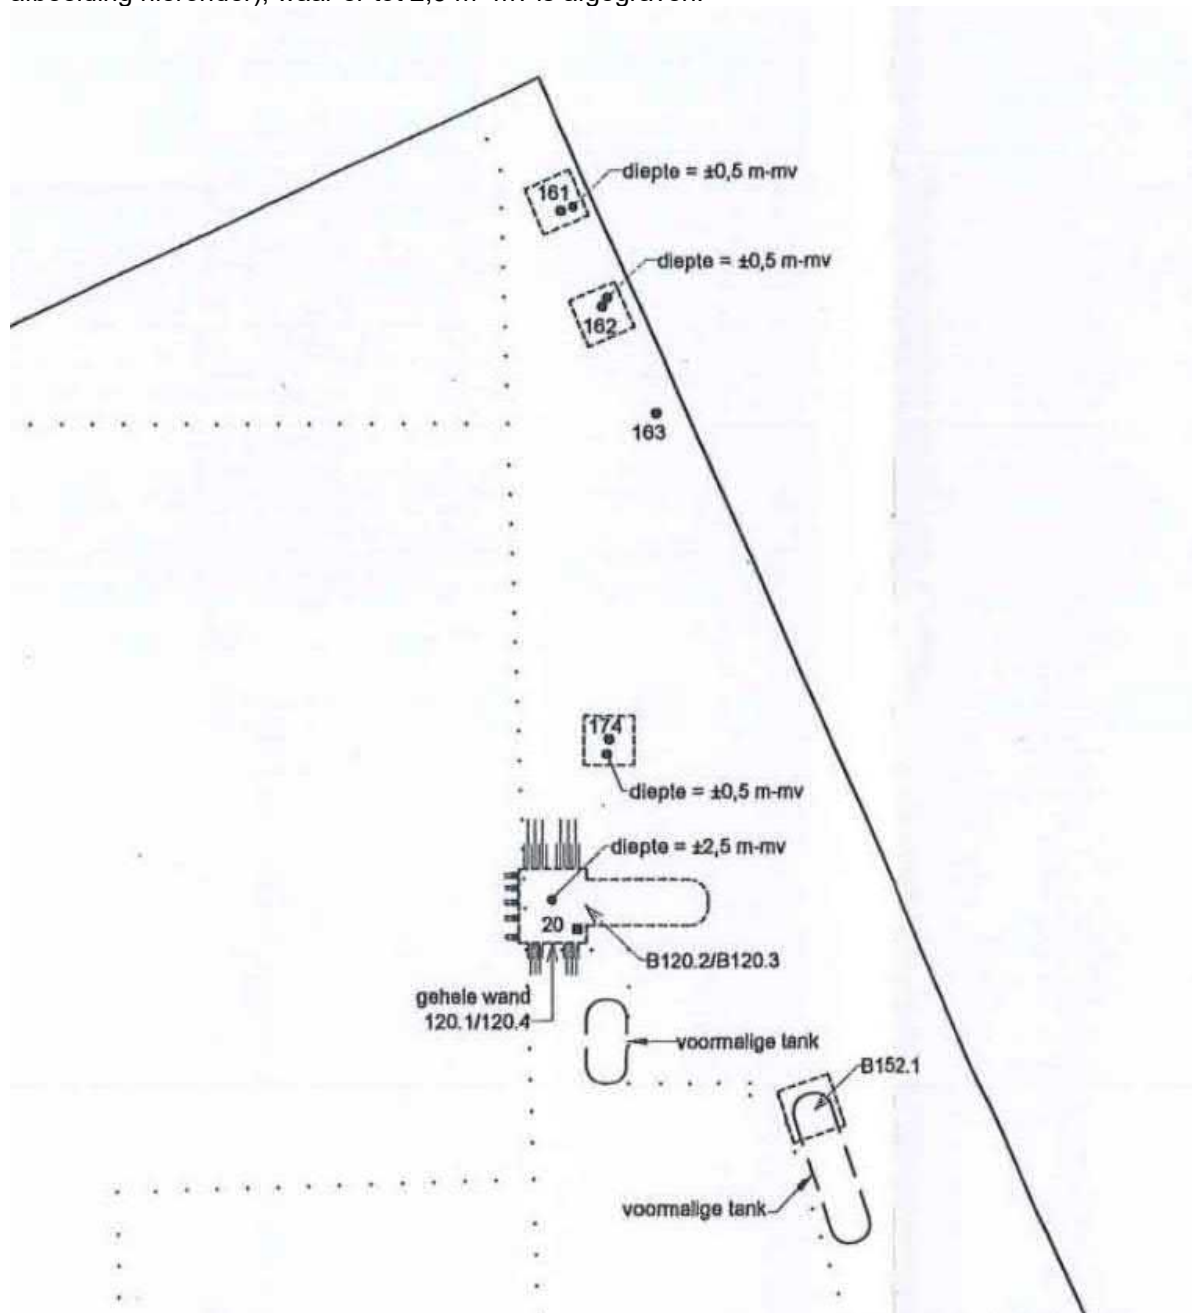 diepte = ±0,5 m-mv
161
diepte = ±0,5 m-mv
162
163
174
diepte = ±0,5 m-mv
diepte = ±2,5 m-mv
20
B120.2/B120.3
gehele wand
120.1/120.4
voormalige tank
B152.1
voormalige tank